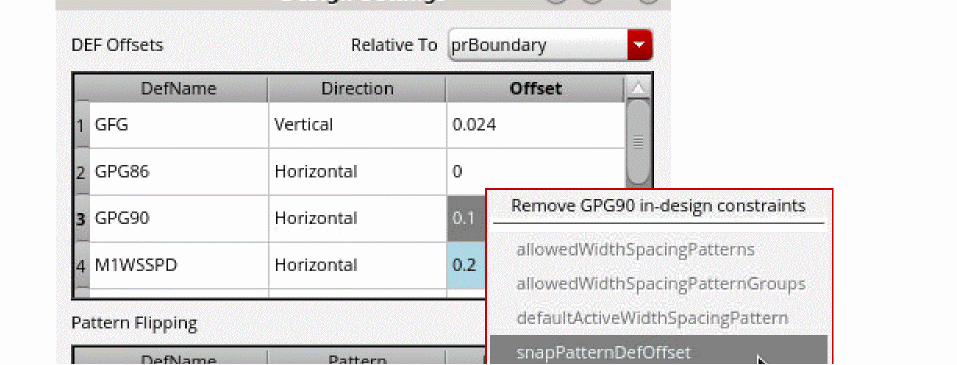 DEF Offsets Relative To prBoundary
DefName Direction Offset
1 GFG Vertical 0.024
2 GPG86 Horizontal 0
3 GPG90 Horizontal 0.1
4 M1WSSPD Horizontal 0.2
Remove GPG90 in-design constraints
allowedWidthSpacingPatterns
allowedWidthSpacingPatternGroups
defaultActiveWidthSpacingPattern
snapPatternDefOffset
Pattern Flipping
DefName Pattern